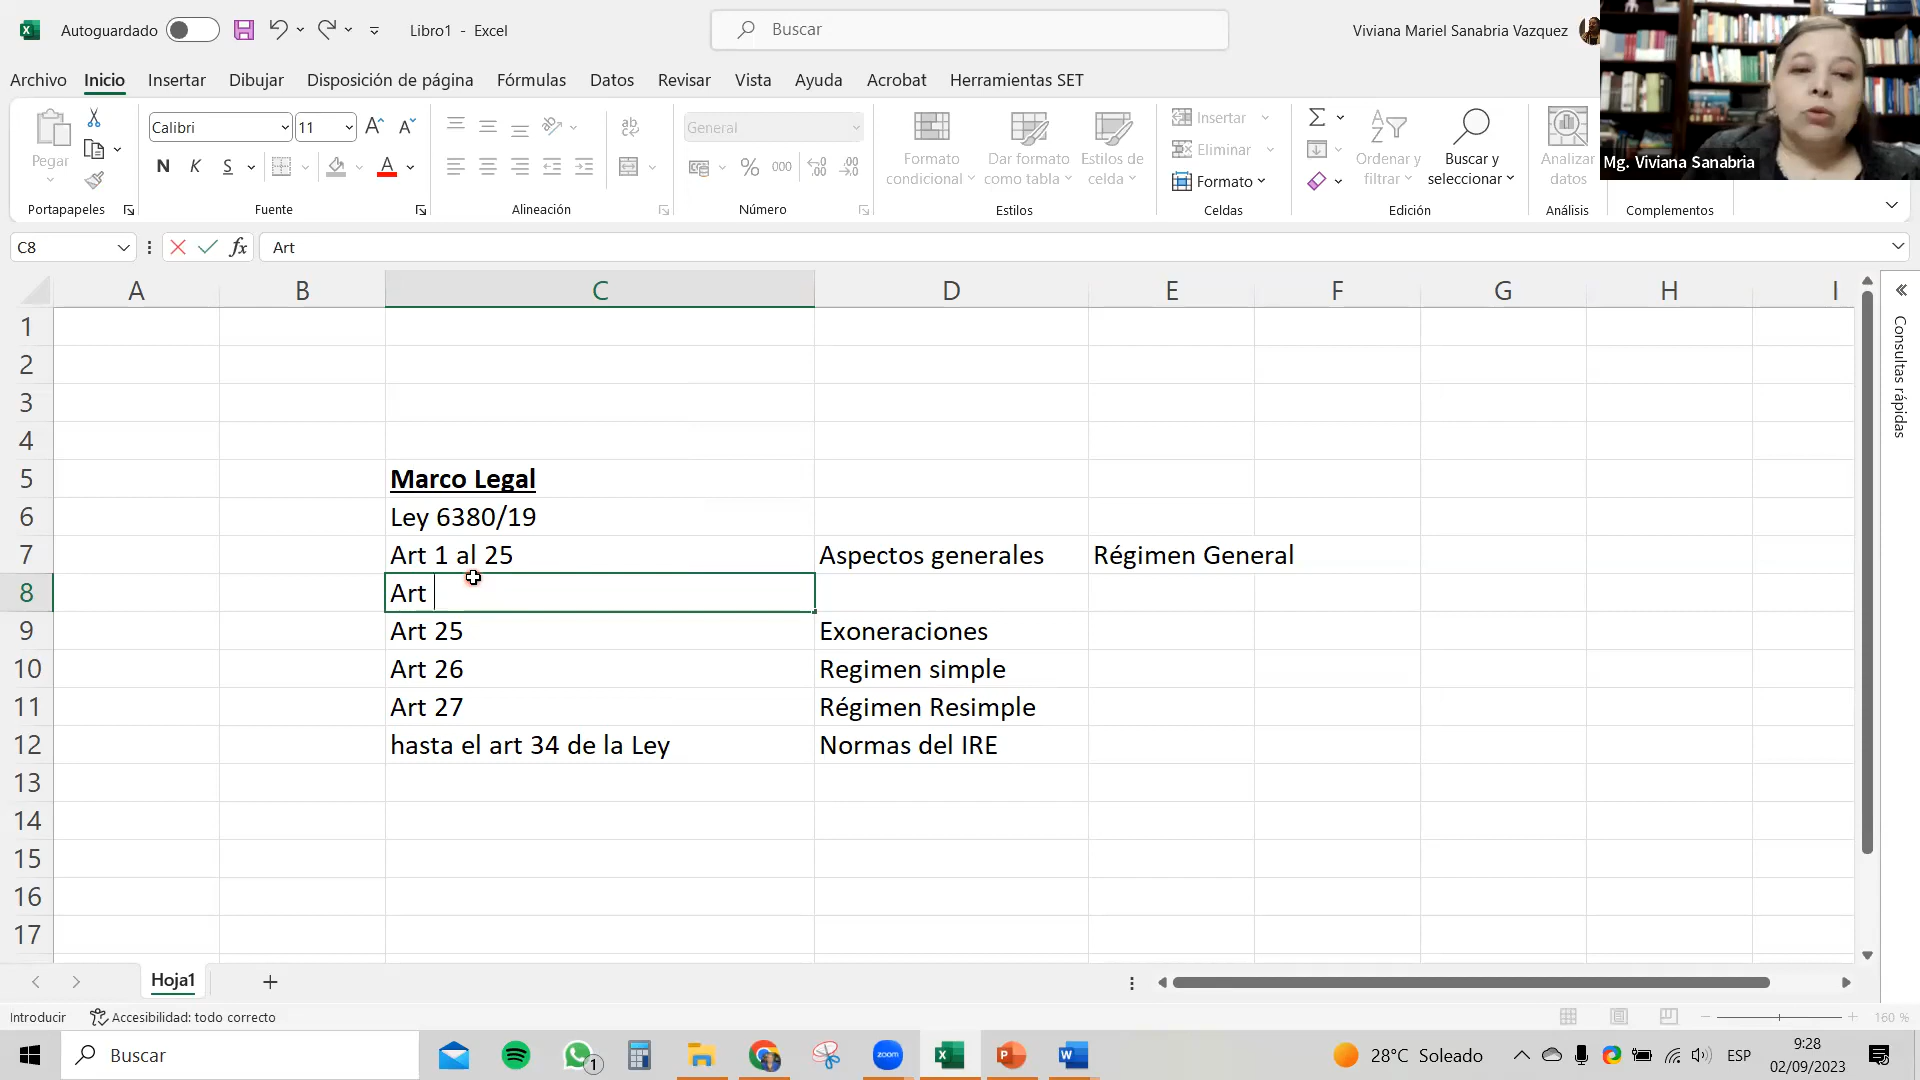 Autoguardado
Libro1 - Excel
Buscar
Viviana Mariel Sanabria Vazquez
Archivo Inicio Insertar Dibujar Disposición de página Fórmulas Datos Revisar Vista Ayuda Acrobat Herramientas SET
Pegar
Portapapeles
Calibri 11
N K S A
Fuente
Alineación
General
% 000
Número
Formato condicional
Dar formato como tabla
Estilos de celda
Estilos
Insertar
Eliminar
Formato
Celdas
Ordenar y filtrar
Buscar y seleccionar
Edición
Analizar datos
Análisis
Complementos
Mg. Viviana Sanabria
C8 fx Art
A B C D E F G H I
1
2
3
4
5 Marco Legal
6 Ley 6380/19
7 Art 1 al 25 Aspectos generales Régimen General
8 Art
9 Art 25 Exoneraciones
10 Art 26 Regimen simple
11 Art 27 Régimen Resimple
12 hasta el art 34 de la Ley Normas del IRE
13
14
15
16
17
Consultas rápidas
Hoja1
Introducir Accesibilidad: todo correcto 160 %
Buscar
1
zoom
28°C Soleado
ESP
9:28
02/09/2023